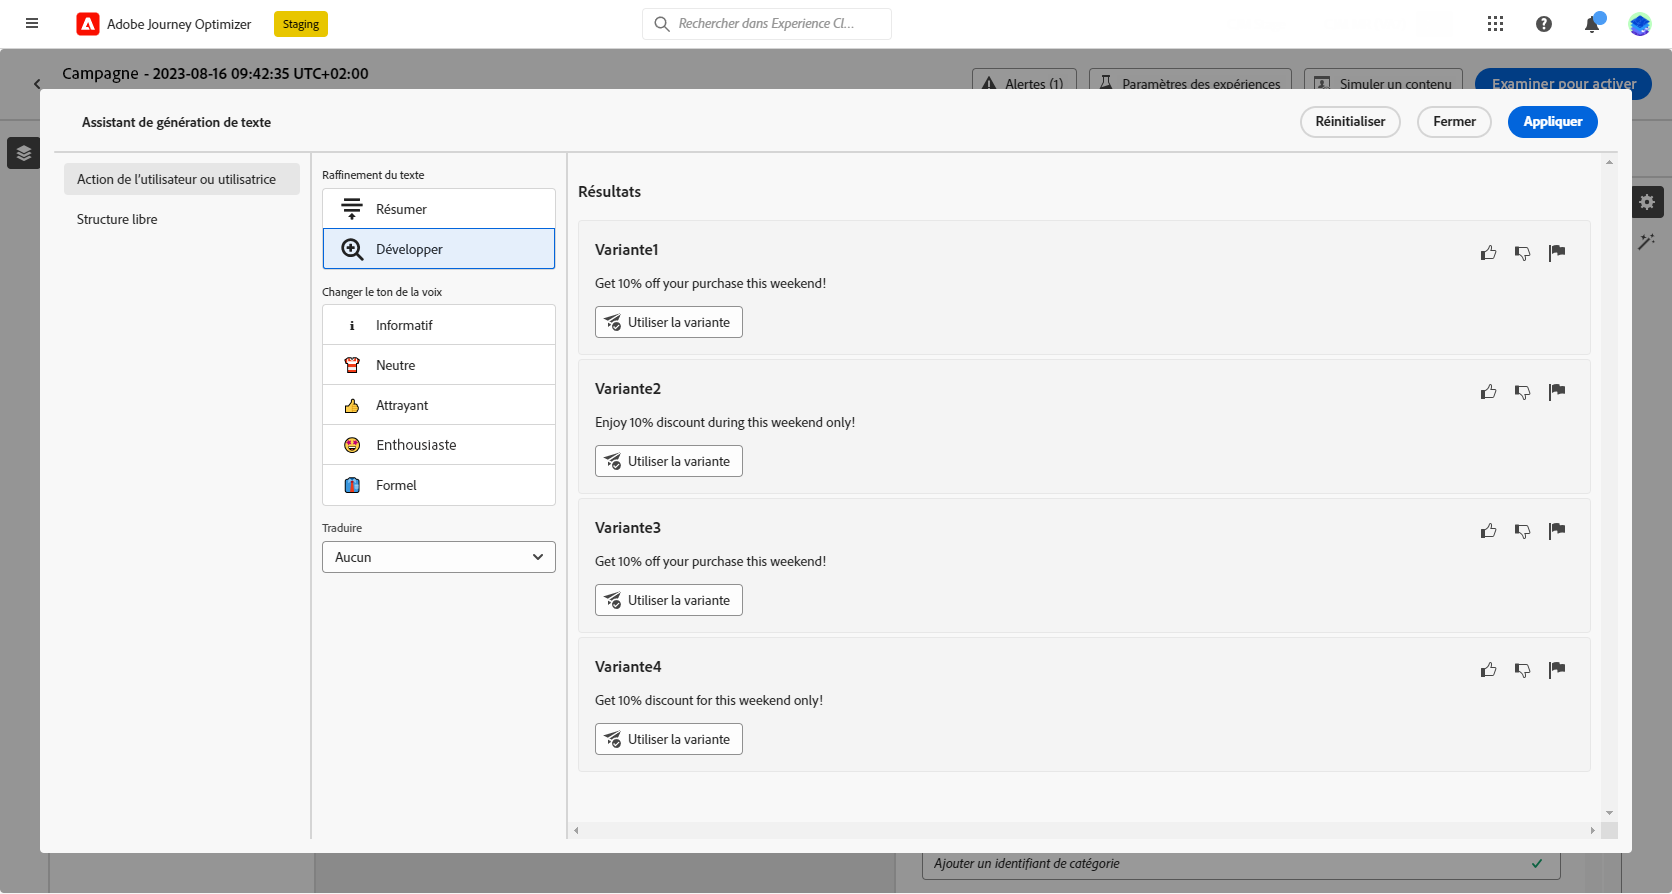 Adobe Journey Optimizer
Staging
Rechercher dans Experience Cl...
Campagne - 2023-08-16 09:42:35 UTC+02:00
Alertes (1)
Paramètres des expériences
Simuler un contenu
Examiner pour activer
Assistant de génération de texte
Réinitialiser
Fermer
Appliquer
Action de l’utilisateur ou utilisatrice
Structure libre
Raffinement du texte
Résumer
Développer
Changer le ton de la voix
Informatif
Neutre
Attrayant
Enthousiaste
Formel
Traduire
Aucun
Résultats
Variante1
Get 10% off your purchase this weekend!
Utiliser la variante
Variante2
Enjoy 10% discount during this weekend only!
Utiliser la variante
Variante3
Get 10% off your purchase this weekend!
Utiliser la variante
Variante4
Get 10% discount for this weekend only!
Utiliser la variante
Ajouter un identifiant de catégorie